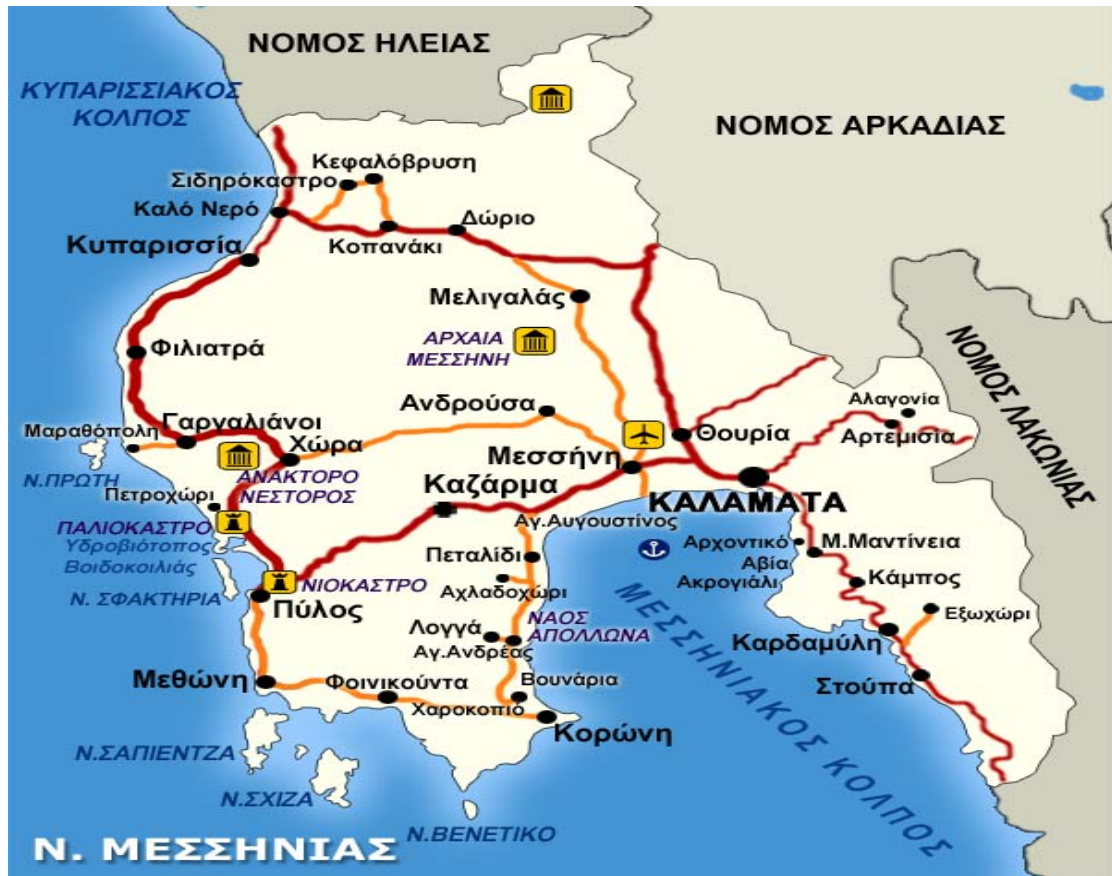 ΝΟΜΟΣ ΗΛΕΙΑΣ
ΚΥΠΑΡΙΣΣΙΑΚΟΣ
ΚΟΛΠΟΣ
ΝΟΜΟΣ ΑΡΚΑΔΙΑΣ
Κεφαλόβρυση
Σιδηρόκαστρο
Καλό Νερό
Δώριο
Κοπανάκι
Κυπαρισσία
Μελιγαλάς
ΑΡΧΑΙΑ
ΜΕΣΣΗΝΗ
ΝΟΜΟΣ ΛΑΚΩΝΙΑΣ
Φιλιατρά
Ανδρούσα
Αλαγονία
Γαργαλιάνοι
Μαραθόπολη
Θουρία
Αρτεμισία
Χώρα
Μεσσήνη
Ν.ΠΡΩΤΗ
ΑΝΑΚΤΟΡΟ
ΝΕΣΤΟΡΟΣ
Καζάρμα
Πετροχώρι
ΚΑΛΑΜΑΤΑ
ΠΑΛΙΟΚΑΣΤΡΟ
Αγ.Αυγουστίνος
Υδροβιότοπος
Βοιδοκοιλιάς
Αρχοντικό
Μ.Μαντίνεια
Πεταλίδι
Αβία
Ακρογιάλι
ΝΙΟΚΑΣΤΡΟ
Αχλαδοχώρι
Κάμπος
Ν. ΣΦΑΚΤΗΡΙΑ
Πύλος
Εξωχώρι
ΝΑΟΣ
ΑΠΟΛΛΩΝΑ
Λογγά
Αγ.Ανδρέας
Καρδαμύλη
Μεθώνη
Φοινικούντα
Βουνάρια
Στούπα
Χαροκοπιό
Κορώνη
ΜΕΣΣΗΝΙΑΚΟΣ ΚΟΛΠΟΣ
Ν.ΣΑΠΙΕΝΤΖΑ
Ν.ΣΧΙΖΑ
Ν.ΒΕΝΕΤΙΚΟ
Ν. ΜΕΣΣΗΝΙΑΣ